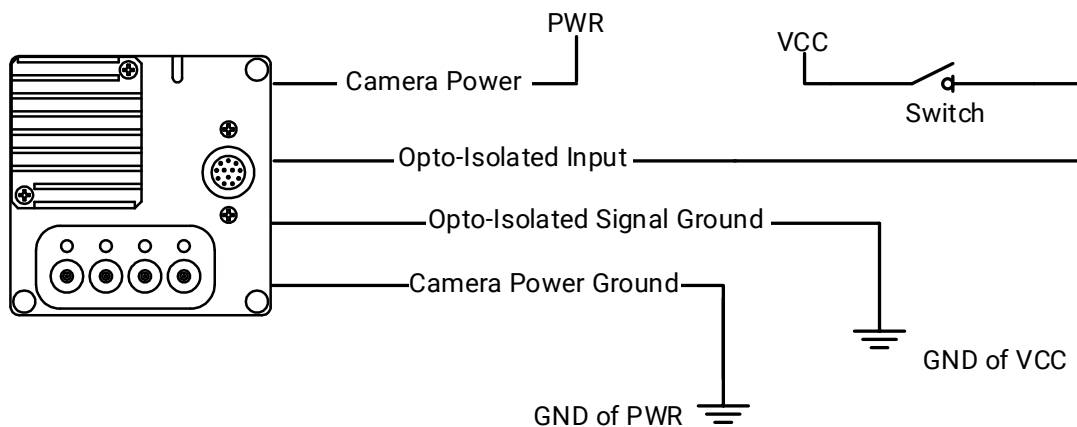 PWR
VCC
Camera Power
Switch
Opto-Isolated Input
Opto-Isolated Signal Ground
Camera Power Ground
GND of VCC
GND of PWR